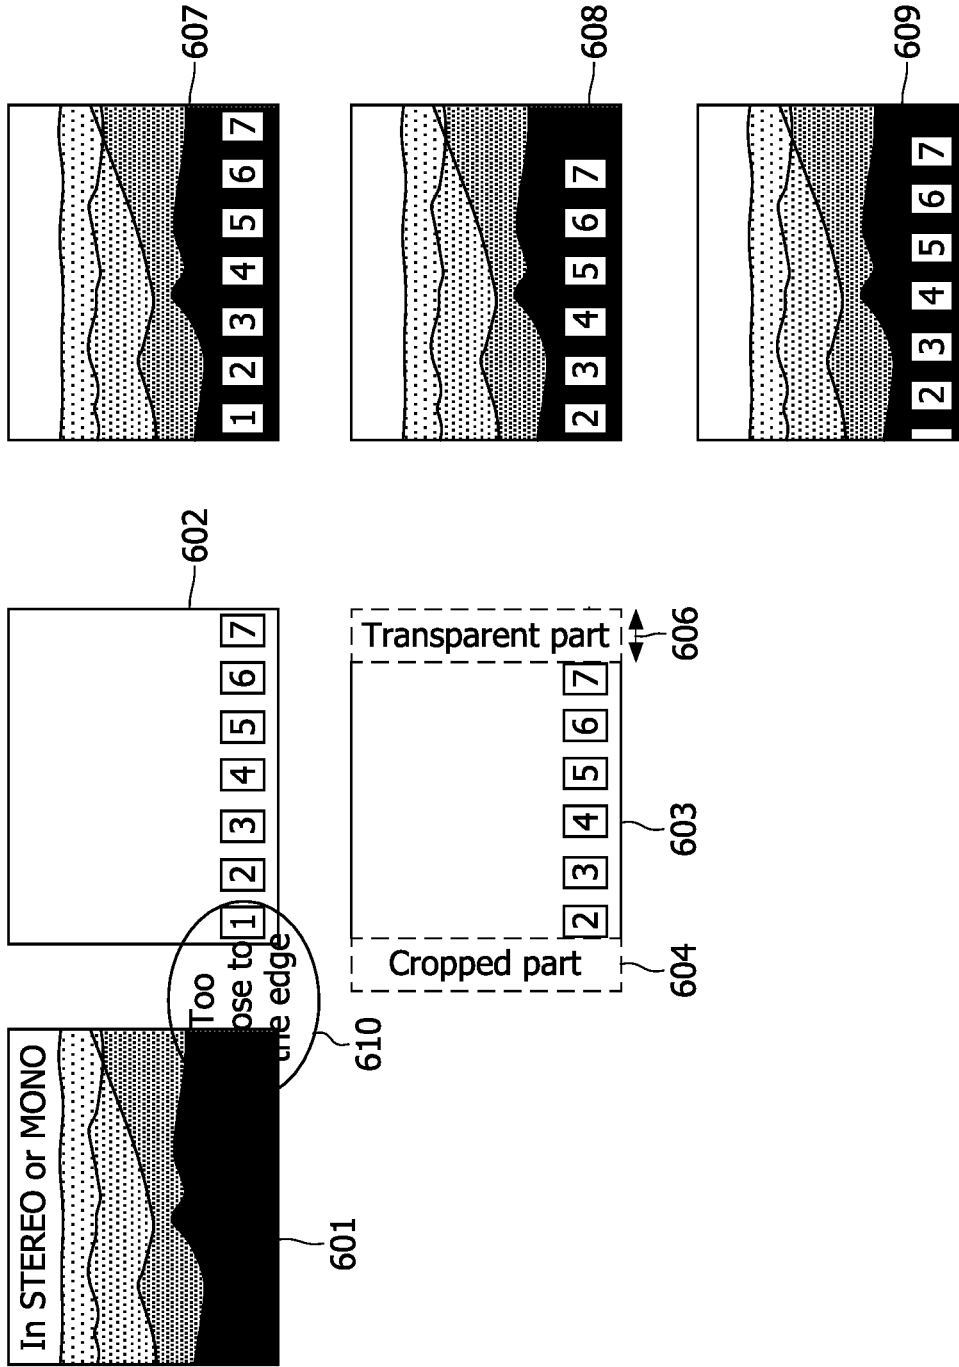 In STEREO or MONO
601
Too
ose to
the edge
610
1 2 3 4 5 6 7
602
1 2 3 4 5 6 7
607
Cropped part
604
2 3 4 5 6 7
603
Transparent part
606
2 3 4 5 6 7
608
2 3 4 5 6 7
609